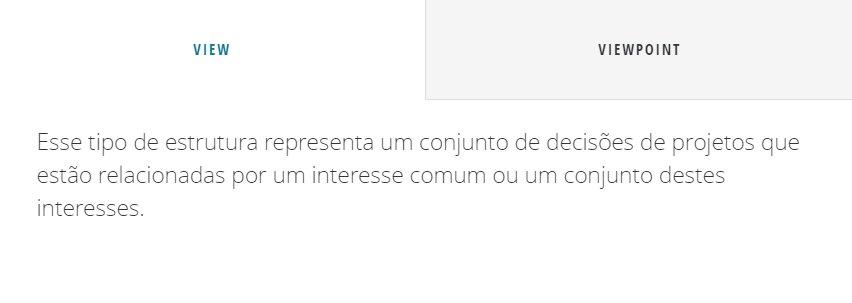 VIEW
VIEWPOINT
Esse tipo de estrutura representa um conjunto de decisões de projetos que
estão relacionadas por um interesse comum ou um conjunto destes
interesses.